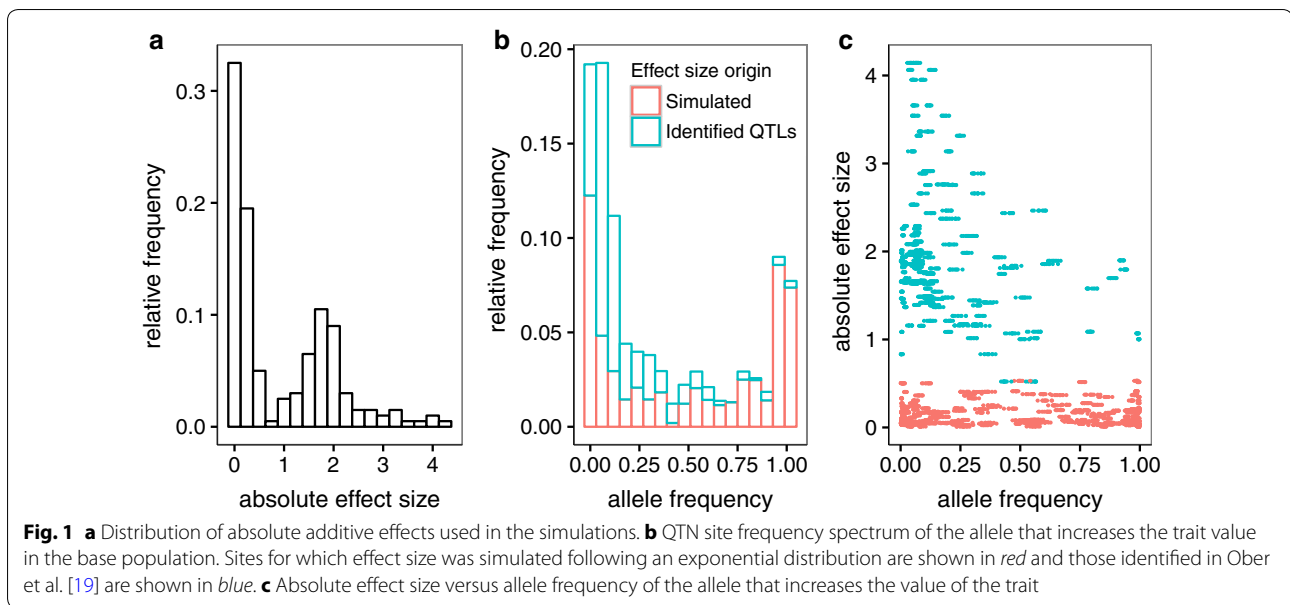 a
0.3
0.2
0.1
0.0
relative frequency
0 1 2 3 4
absolute effect size
b
0.20
0.15
0.10
0.05
0.00
relative frequency
Effect size origin
Simulated
Identified QTLs
0.00 0.25 0.50 0.75 1.00
allele frequency
c
4
3
2
1
0
absolute effect size
0.00 0.25 0.50 0.75 1.00
allele frequency
Fig. 1 a Distribution of absolute additive effects used in the simulations. b QTN site frequency spectrum of the allele that increases the trait value
in the base population. Sites for which effect size was simulated following an exponential distribution are shown in red and those identified in Ober
et al. [19] are shown in blue. c Absolute effect size versus allele frequency of the allele that increases the value of the trait